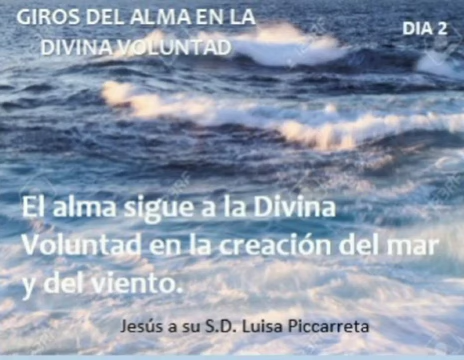 GIROS DEL ALMA EN LA
DIVINA VOLUNTAD
DIA 2
El alma sigue a la Divina
Voluntad en la creación del mar
y del viento.
Jesús a su S.D. Luisa Piccarreta